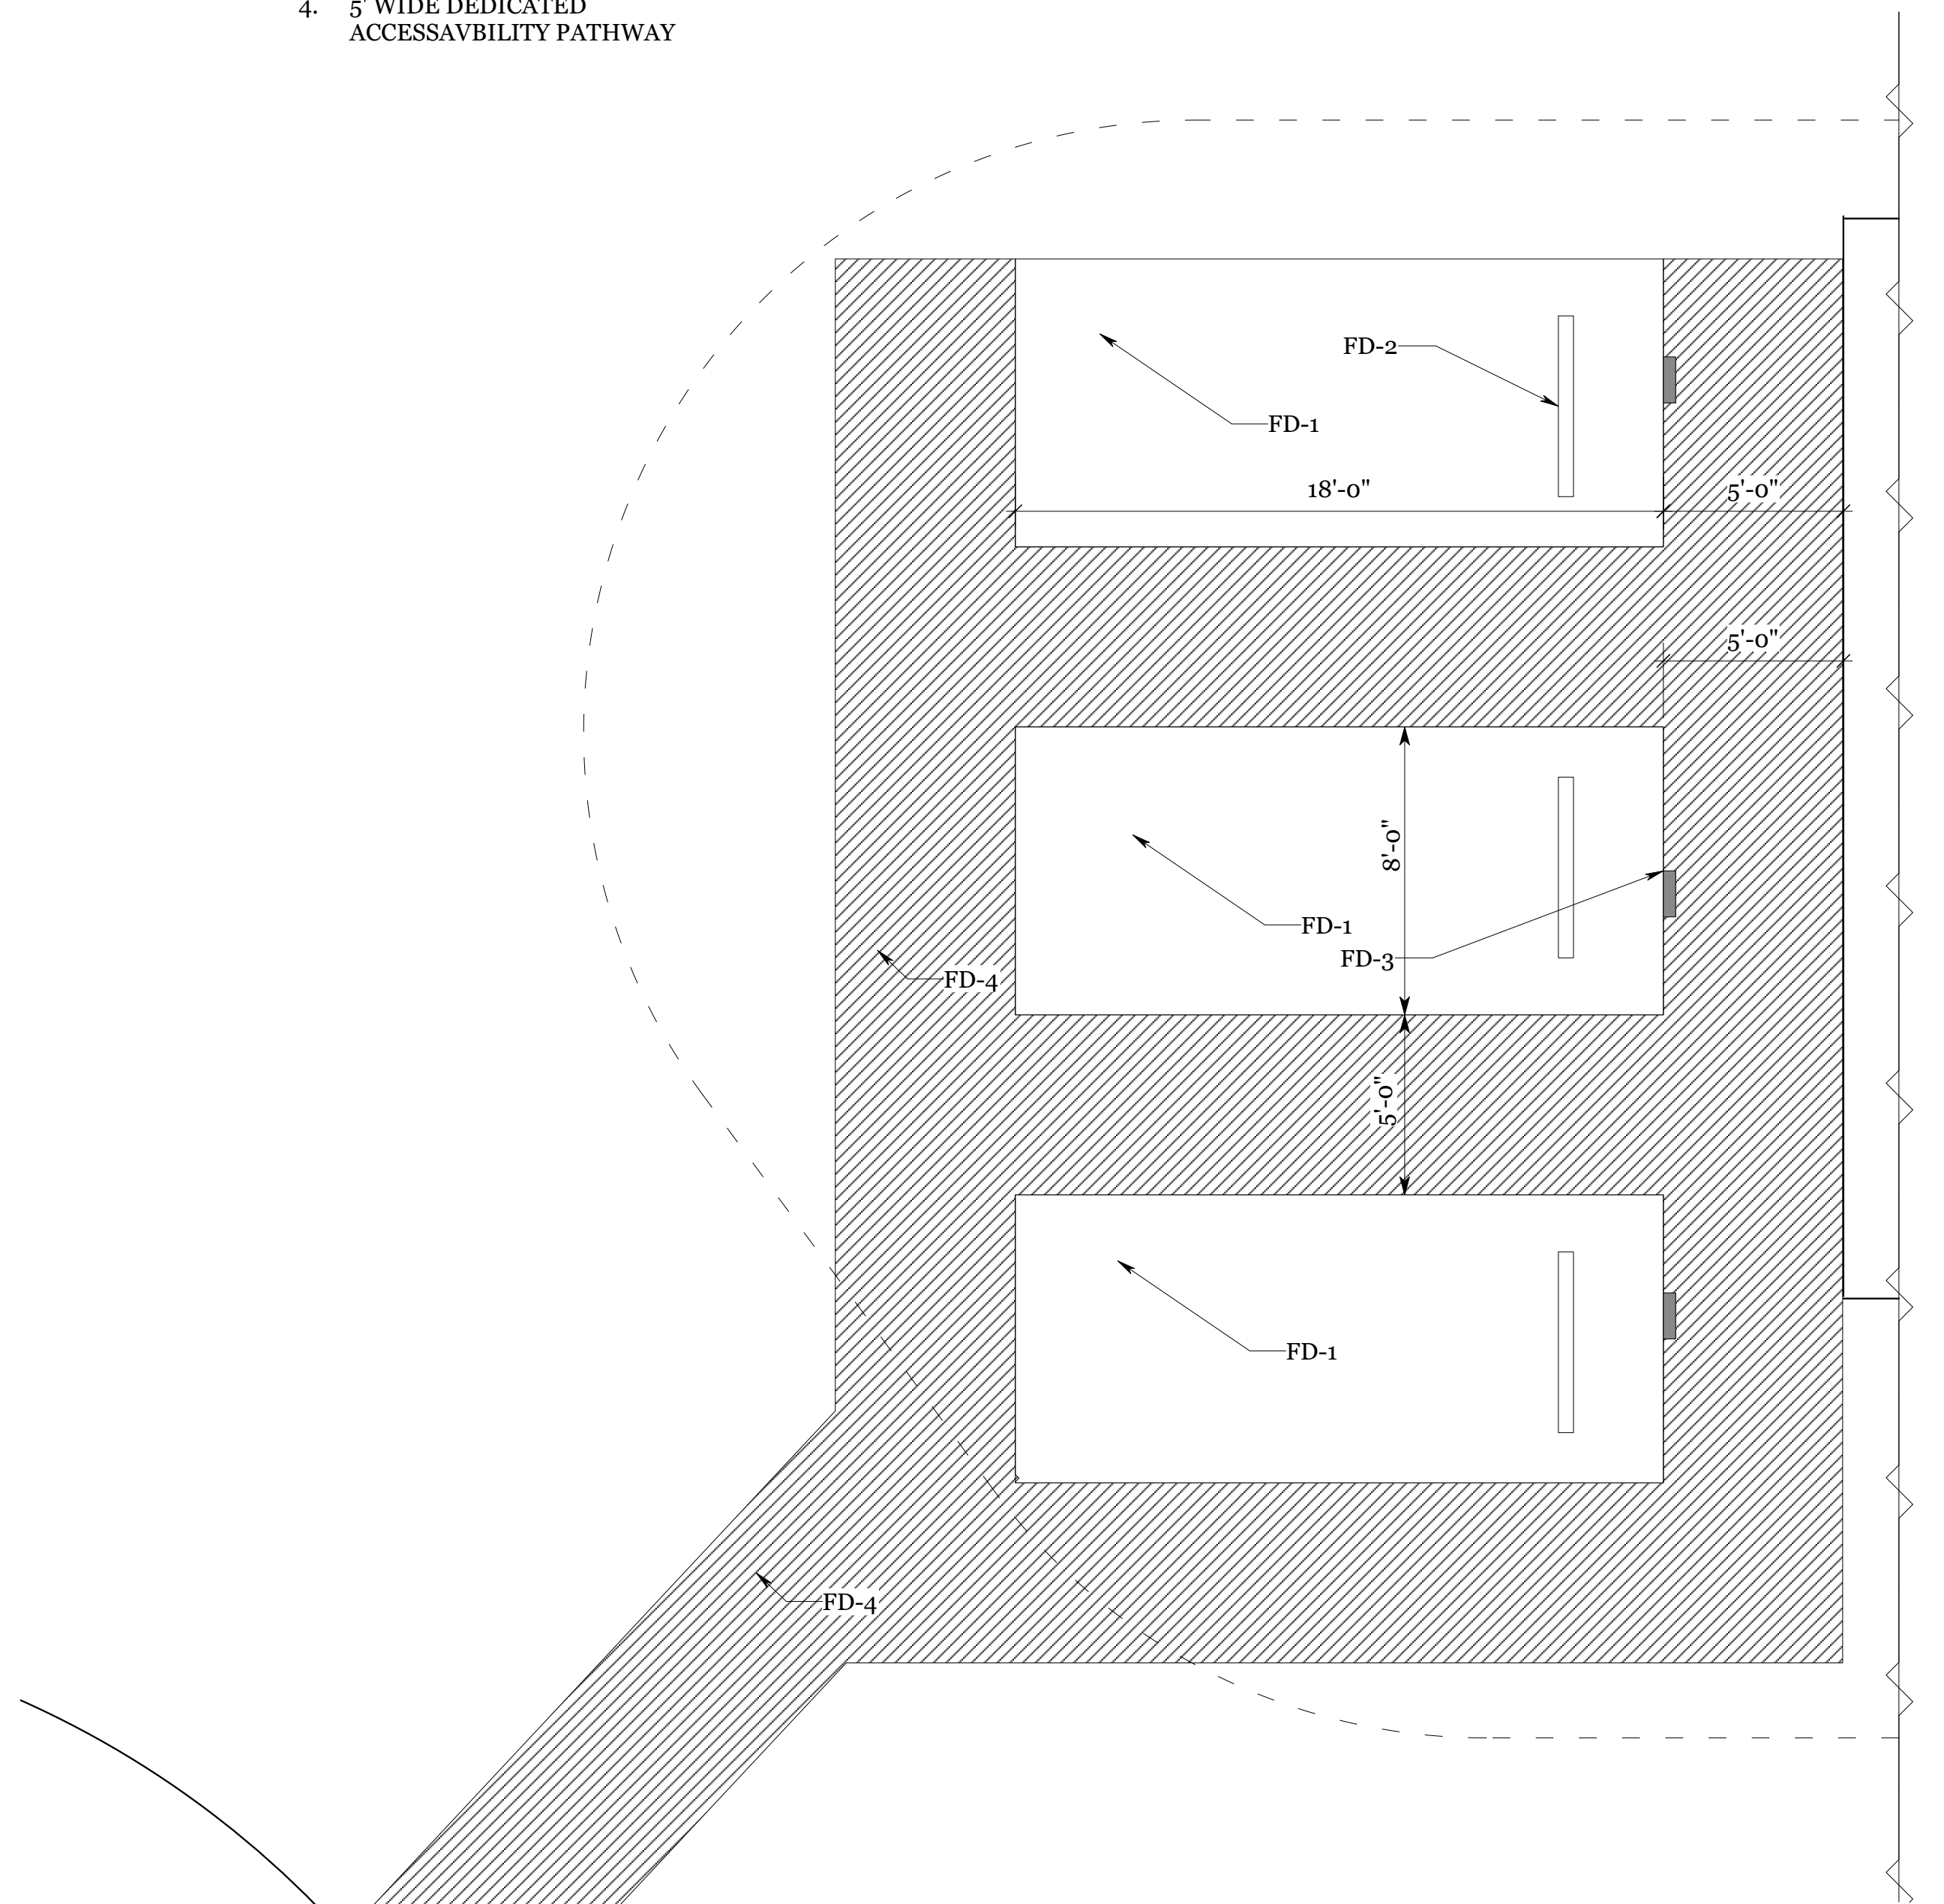 4. 5' WIDE DEDICATED
ACCESSAVBILITY PATHWAY
FD-2
FD-1
18'-0"
5'-0"
5'-0"
8'-0"
FD-1
FD-3
FD-4
5'-0"
FD-1
FD-4